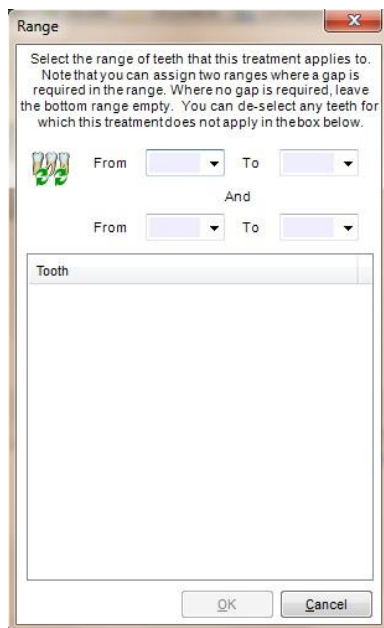 Range
Select the range of teeth that this treatment applies to.
Note that you can assign two ranges where a gap is
required in the range. Where no gap is required, leave
the bottom range empty. You can de-select any teeth for
which this treatment does not apply in the box below.
From To
And
From To
Tooth
OK Cancel